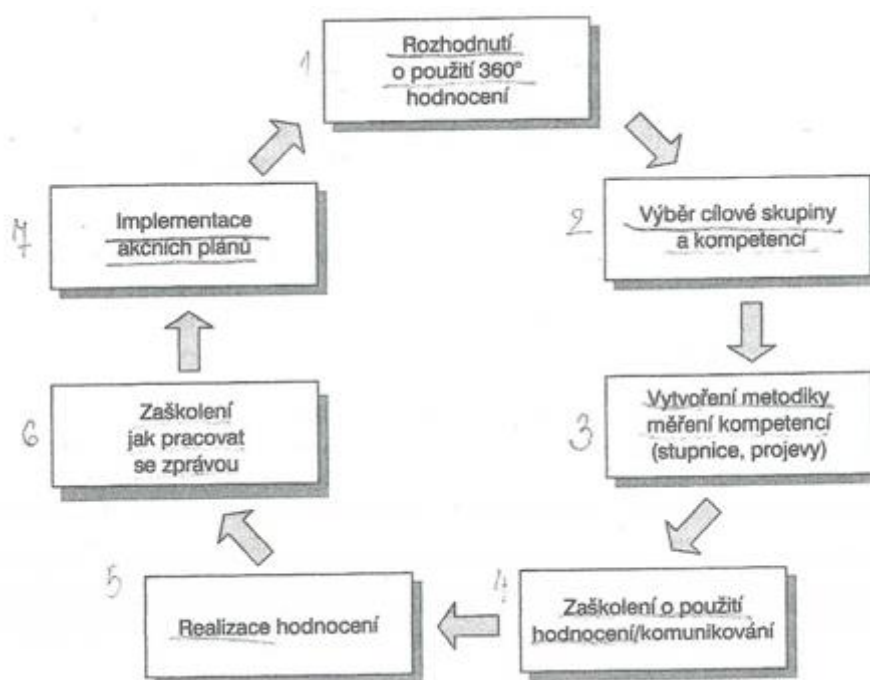 1
Rozhodnutí
o použití 360°
hodnocení
2
Výběr cílové skupiny
a kompetencí
3
Vytvoření metodiky
měření kompetencí
(stupnice, projevy)
4
Zaškolení o použití
hodnocení/komunikování
5
Realizace hodnocení
6
Zaškolení
jak pracovat
se zprávou
7
Implementace
akčních plánů